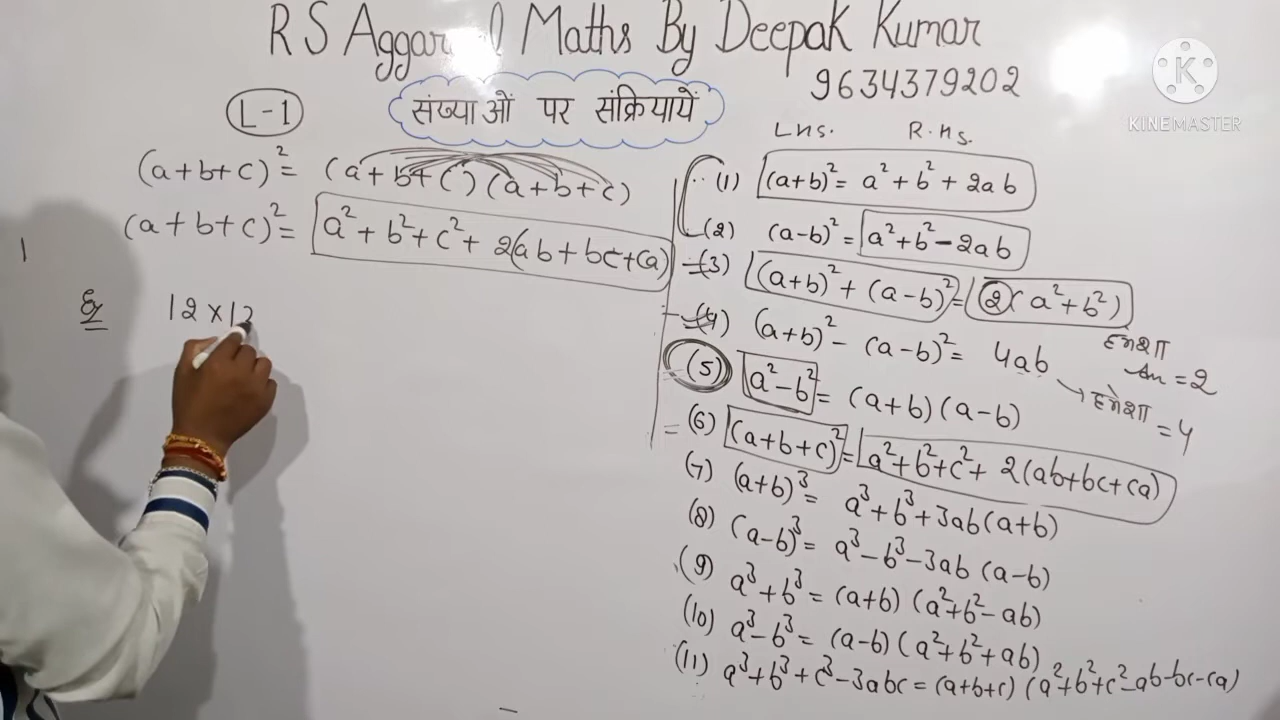 RS Aggarwal Maths By Deepak Kumar
9634379202
KINEMASTER
L-1
संख्याओं पर संक्रियायें
(a+b+c)² = (a+b+c)(a+b+c)
(a+b+c)² = a²+b²+c²+ 2(ab+bc+ca)
Ex 12×12
L.H.S. R.H.S.
(1) (a+b)² = a²+b²+2ab
(2) (a-b)² = a²+b²-2ab
(3) (a+b)²+(a-b)² = 2(a²+b²)
हमेशा
Ans = 2
(4) (a+b)²-(a-b)² = 4ab
→ हमेशा = 4
(5) a²-b² = (a+b)(a-b)
(6) (a+b+c)² = a²+b²+c²+ 2(ab+bc+ca)
(7) (a+b)³ = a³+b³+3ab(a+b)
(8) (a-b)³ = a³-b³-3ab(a-b)
(9) a³+b³ = (a+b)(a²+b²-ab)
(10) a³-b³ = (a-b)(a²+b²+ab)
(11) a³+b³+c³-3abc = (a+b+c)(a²+b²+c²-ab-bc-ca)